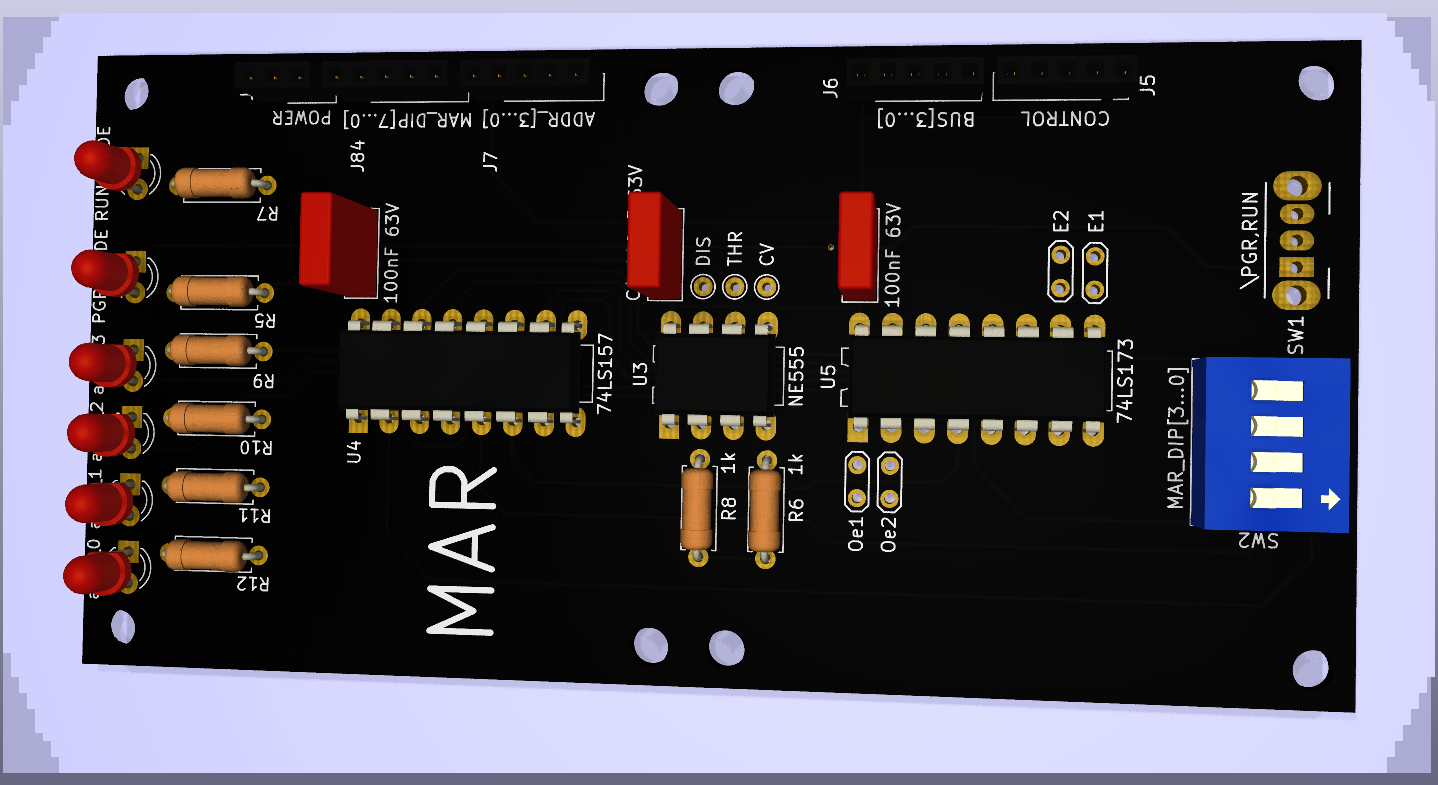 J6
J5
POWER
MAR_DIP[7...0]
ADDR_[3...0]
BUS[3...0]
CONTROL
J84
J7
R7
100nF 63V
63V
DIS
THR
CV
100nF 63V
E2
E1
\PGR,RUN
SW1
PGR
RUN
R5
R9
R10
R11
R12
74LS157
U4
U3
NE555
U5
74LS173
MAR_DIP[3..0]
SW2
1k
R8
1k
R6
Oe1
Oe2
MAR